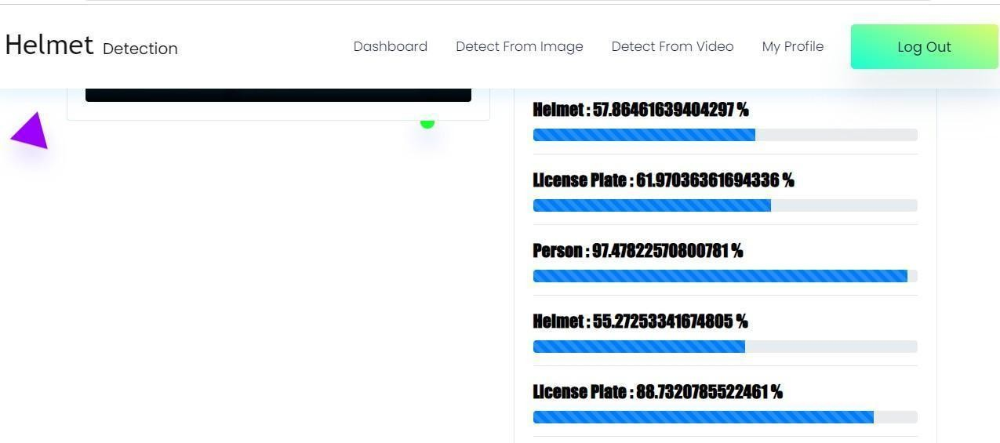 Helmet Detection
Dashboard Detect From Image Detect From Video My Profile Log Out
Helmet : 57.86461639404297 %
License Plate : 61.97036361694336 %
Person : 97.47822570800781 %
Helmet : 55.27253341674805 %
License Plate : 88.7320785522461 %